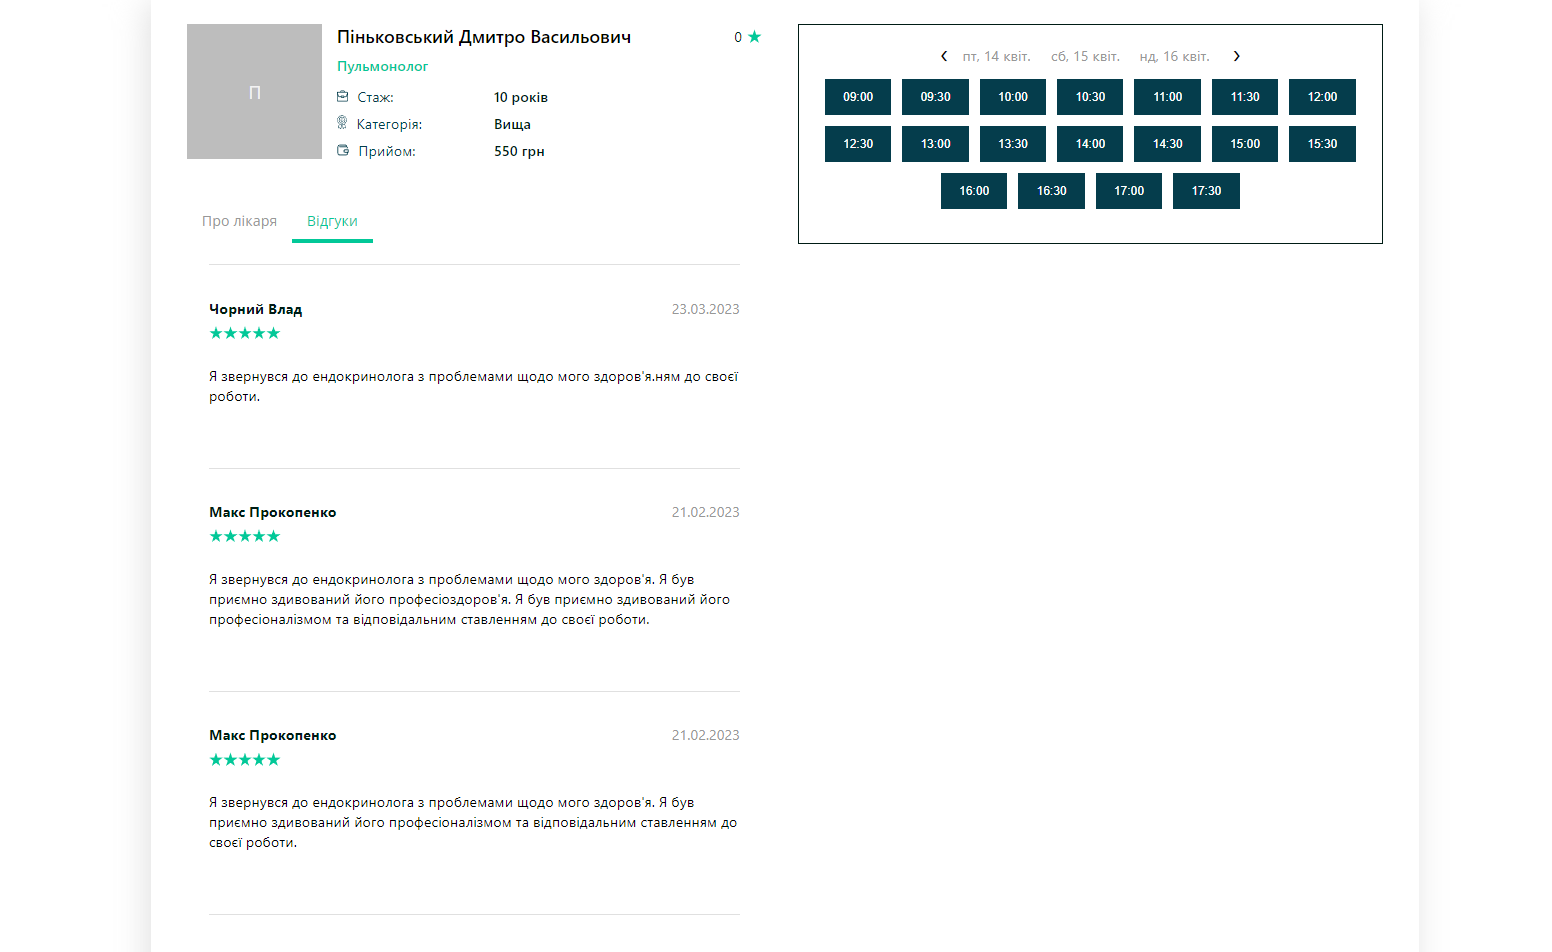 П
Піньковський Дмитро Васильович
0
Пульмонолог
Стаж: 10 років
Категорія: Вища
Прийом: 550 грн
Про лікаря Відгуки
Чорний Влад 23.03.2023
Я звернувся до ендокринолога з проблемами щодо мого здоров'я.ням до своєї
роботи.
Макс Прокопенко 21.02.2023
Я звернувся до ендокринолога з проблемами щодо мого здоров'я. Я був
приємно здивований його професіоздоров'я. Я був приємно здивований його
професіоналізмом та відповідальним ставленням до своєї роботи.
Макс Прокопенко 21.02.2023
Я звернувся до ендокринолога з проблемами щодо мого здоров'я. Я був
приємно здивований його професіоналізмом та відповідальним ставленням до
своєї роботи.
пт, 14 квіт. сб, 15 квіт. нд, 16 квіт.
09:00 09:30 10:00 10:30 11:00 11:30 12:00
12:30 13:00 13:30 14:00 14:30 15:00 15:30
16:00 16:30 17:00 17:30